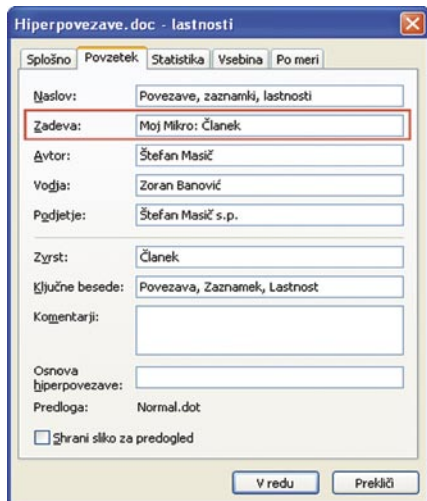 Hiperpovezave.doc - lastnosti
Splošno Povzetek Statistika Vsebina Po meri
Naslov: Povezave, zaznamki, lastnosti
Zadeva: Moj Mikro: Članek
Avtor: Štefan Masič
Vodja: Zoran Banović
Podjetje: Štefan Masič s.p.
Zvrst: Članek
Ključne besede: Povezava, Zaznamek, Lastnost
Komentarji:
Osnova
hiperpovezave:
Predloga: Normal.dot
Shrani sliko za predogled
V redu Prekliči